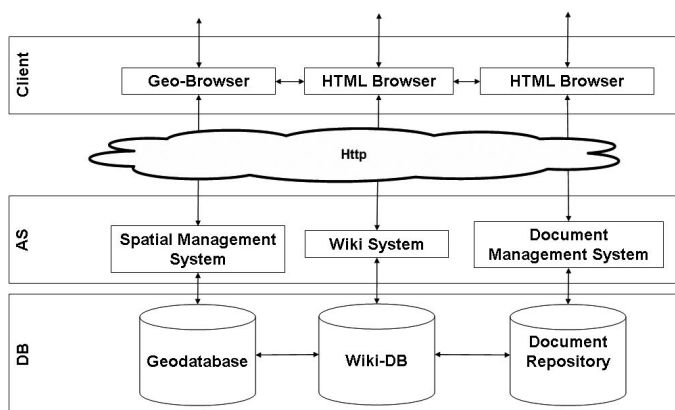 Client
Geo-Browser
HTML Browser
HTML Browser
Http
AS
Spatial Management
System
Wiki System
Document
Management System
DB
Geodatabase
Wiki-DB
Document
Repository